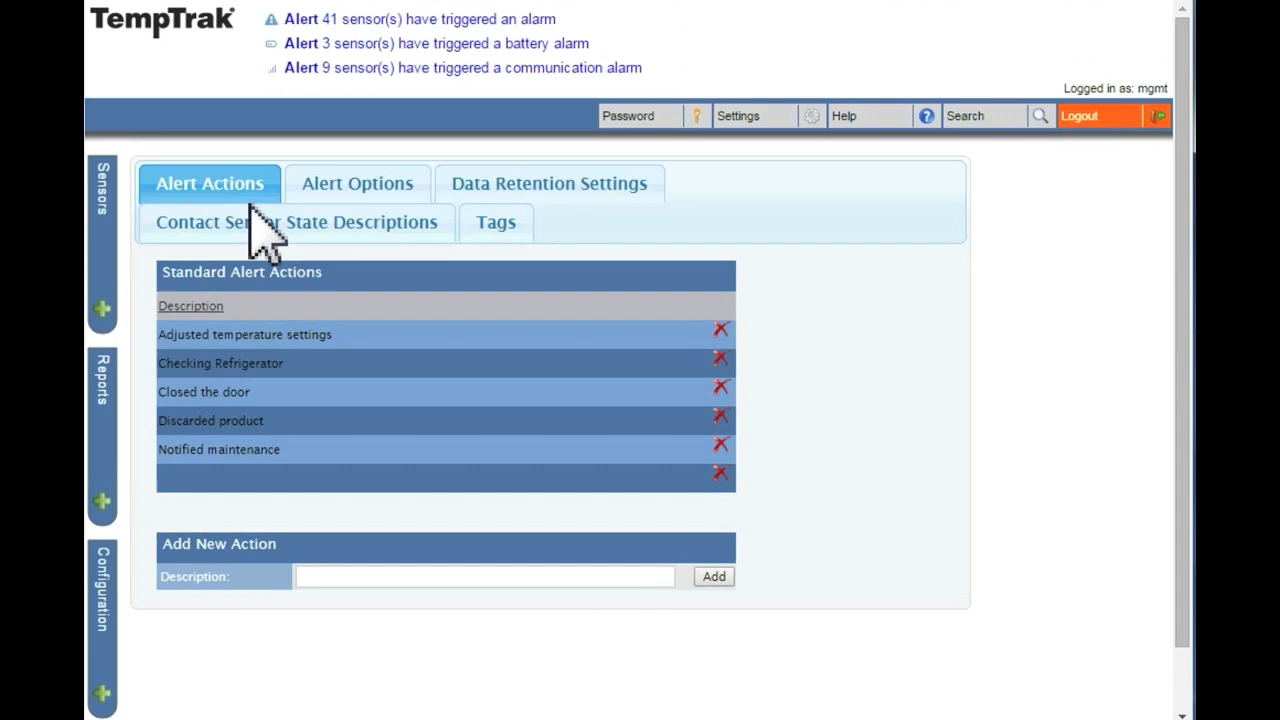 TempTrak
Alert 41 sensor(s) have triggered an alarm
Alert 3 sensor(s) have triggered a battery alarm
Alert 9 sensor(s) have triggered a communication alarm
Logged in as: mgmt
Password
Settings
Help
Search
Logout
Sensors
Reports
Configuration
Alert Actions
Alert Options
Data Retention Settings
Contact Sensor State Descriptions
Tags
Standard Alert Actions
Description
Adjusted temperature settings
Checking Refrigerator
Closed the door
Discarded product
Notified maintenance
Add New Action
Description:
Add